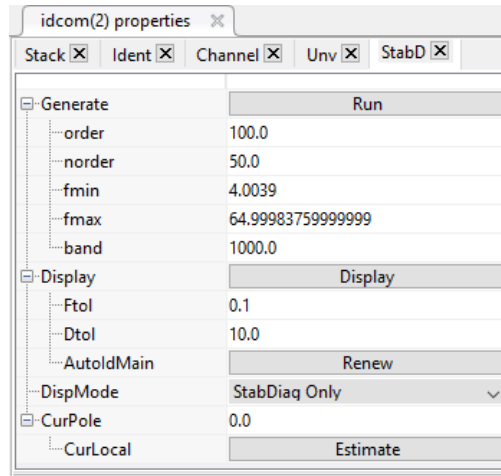 idcom(2) properties
Stack Ident Channel Unv StabD
Generate Run
order 100.0
norder 50.0
fmin 4.0039
fmax 64.99983759999999
band 1000.0
Display Display
Ftol 0.1
Dtol 10.0
AutoIdMain Renew
DispMode StabDiag Only
CurPole 0.0
CurLocal Estimate